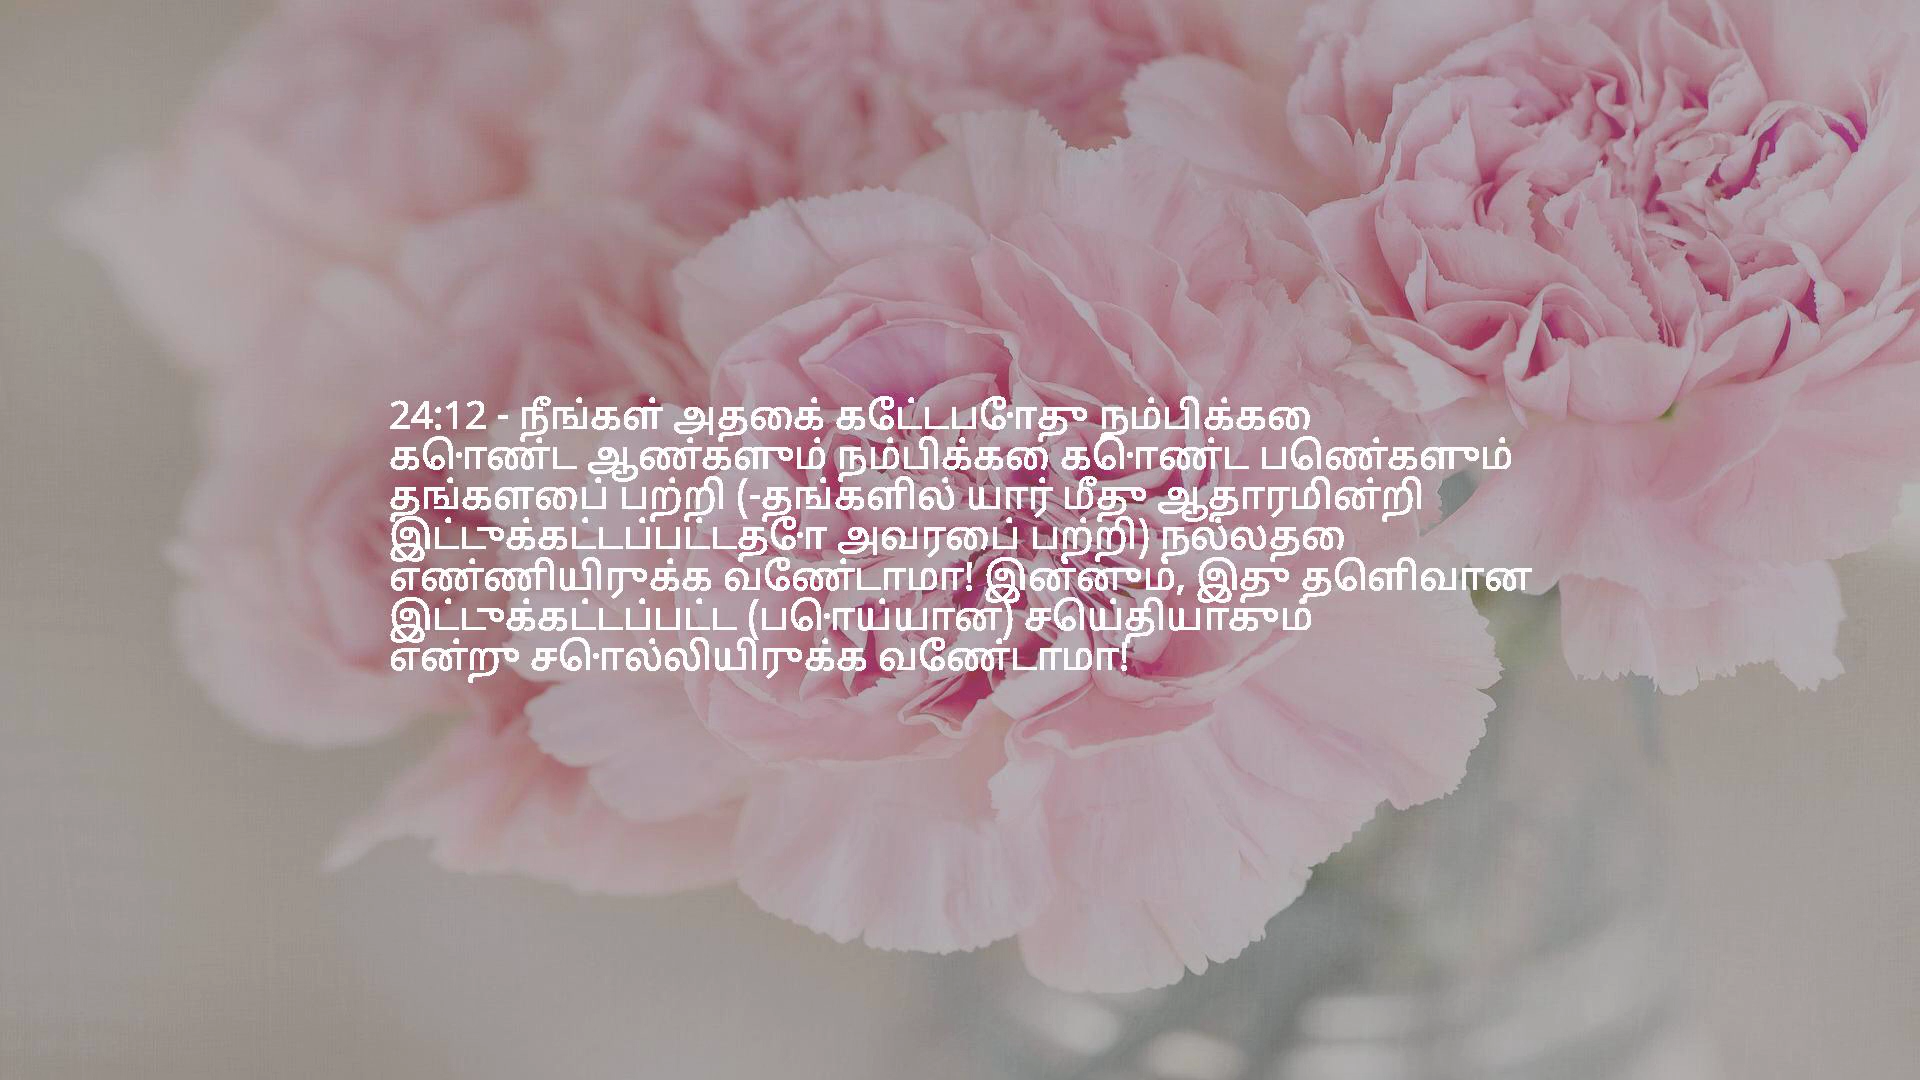 24:12 - நீங்கள் அதைக் கேட்டபோது நம்பிக்கை
கொண்ட ஆண்களும் நம்பிக்கை கொண்ட பெண்களும்
தங்களைப் பற்றி (-தங்களில் யார் மீது ஆதாரமின்றி
இட்டுக்கட்டப்பட்டதோ அவரைப் பற்றி) நல்லதை
எண்ணியிருக்க வேண்டாமா! இன்னும், இது தெளிவான
இட்டுக்கட்டப்பட்ட (பொய்யான) செய்தியாகும்
என்று சொல்லியிருக்க வேண்டாமா!